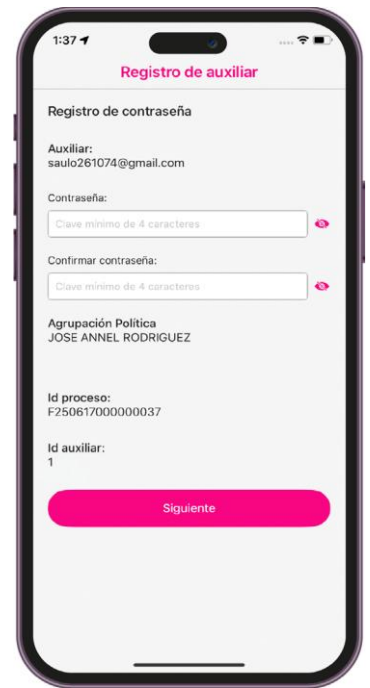 1:37
Registro de auxiliar
Registro de contraseña
Auxiliar:
saulo261074@gmail.com
Contraseña:
Clave mínimo de 4 caracteres
Confirmar contraseña:
Clave mínimo de 4 caracteres
Agrupación Política
JOSE ANNEL RODRIGUEZ
Id proceso:
F250617000000037
Id auxiliar:
1
Siguiente